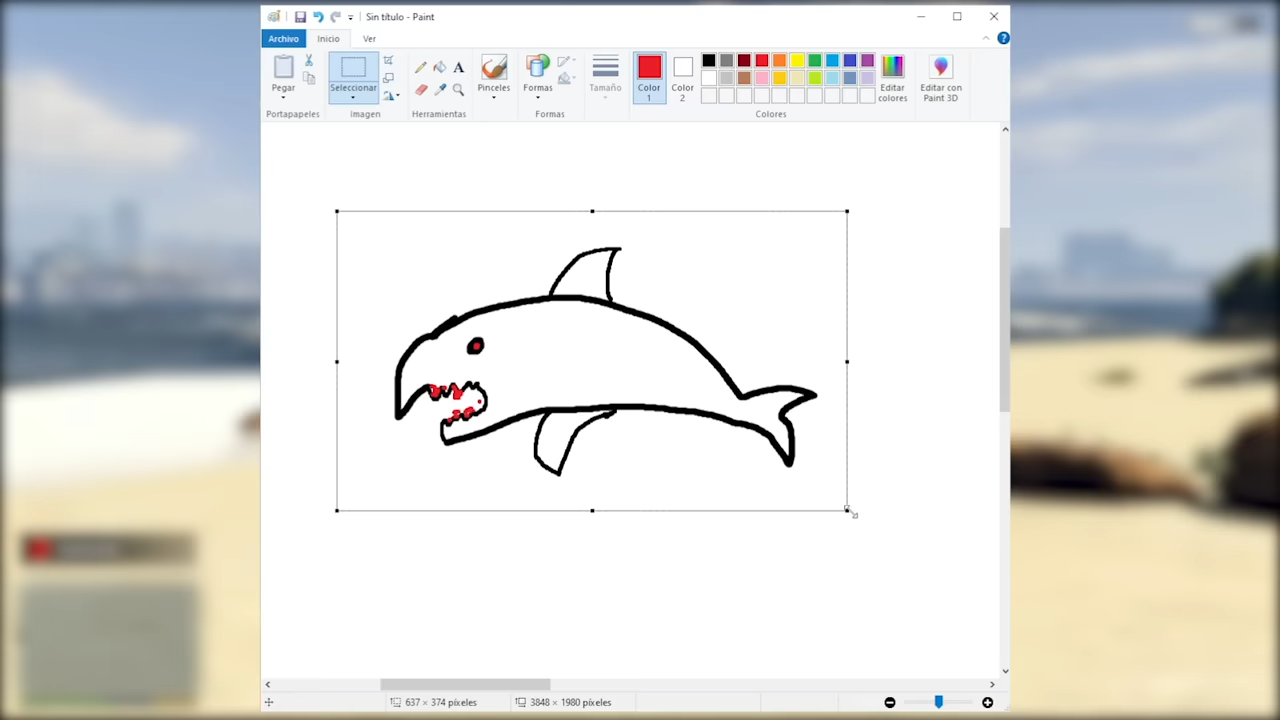 Sin título - Paint
Archivo Inicio Ver
Pegar Seleccionar A Pinceles Formas Tamaño Color 1 Color 2 Editar colores Editar con Paint 3D
Portapapeles Imagen Herramientas Formas Colores
637 × 374 píxeles 3848 × 1980 píxeles